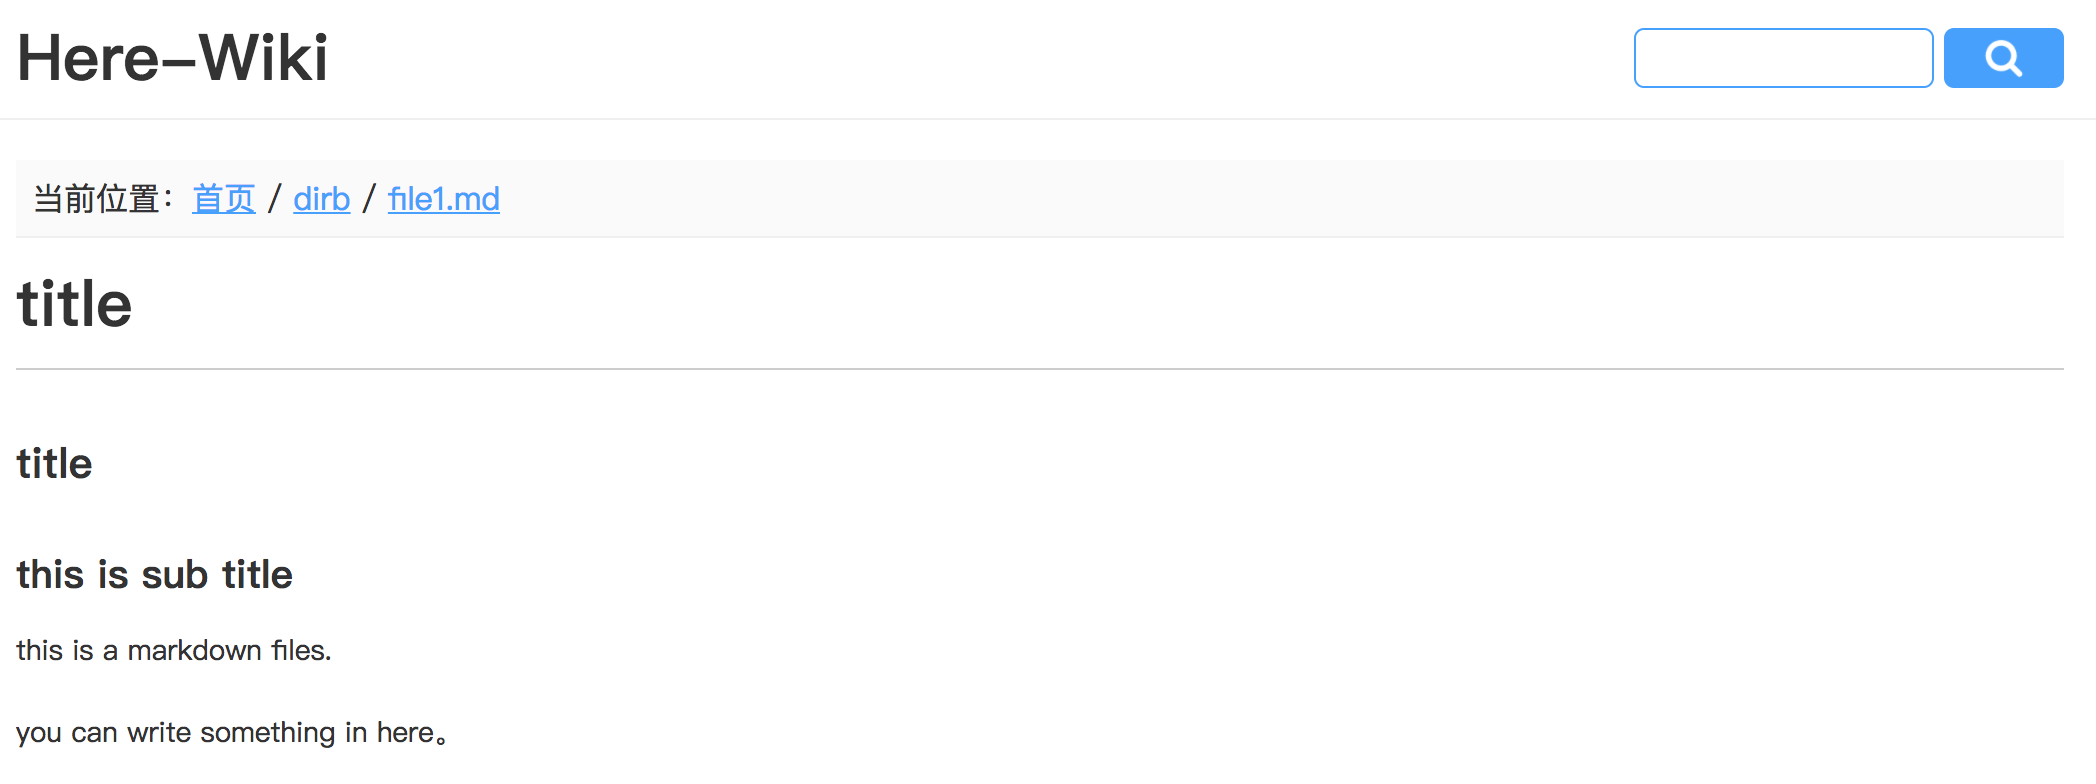 Here-Wiki
当前位置：首页 / dirb / file1.md
title
title
this is sub title
this is a markdown files.
you can write something in here。